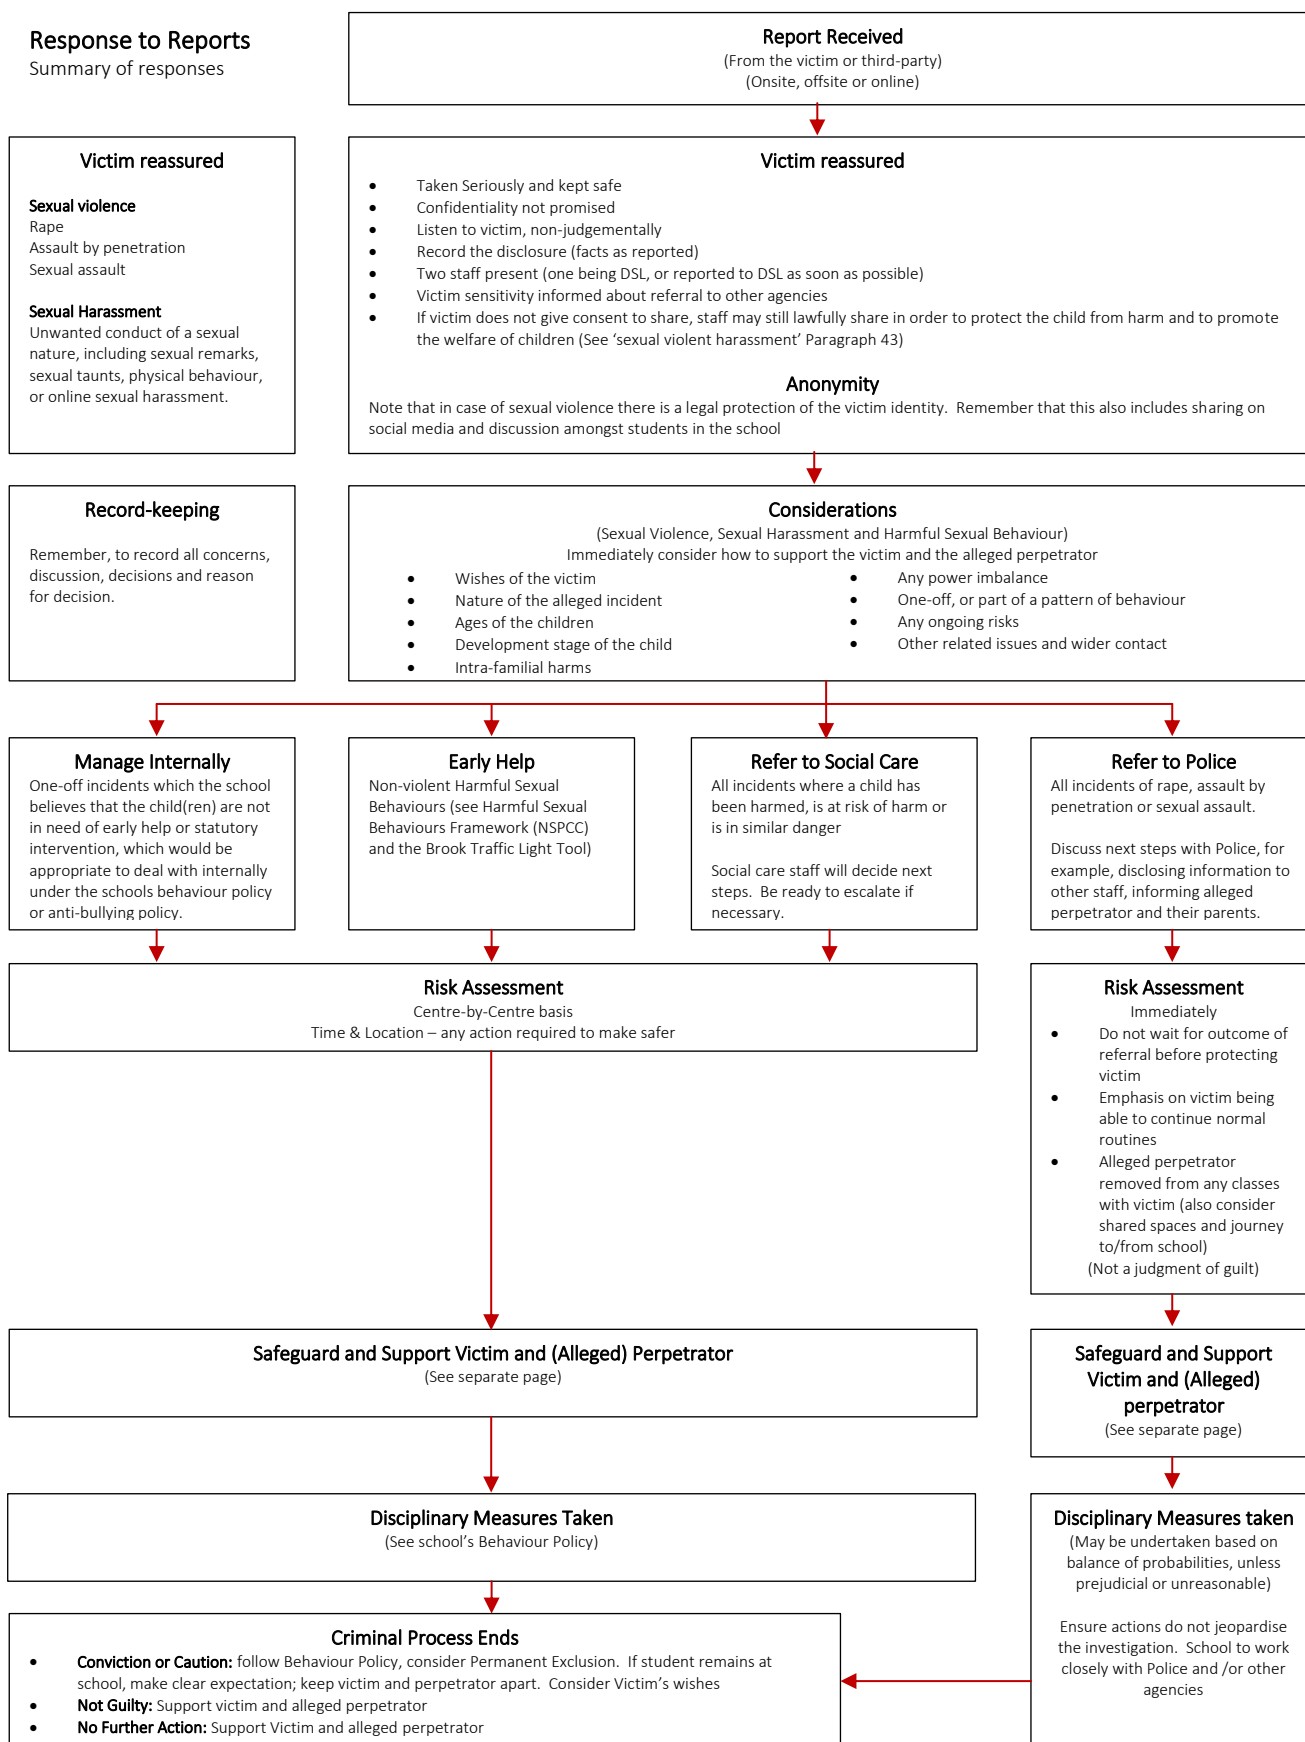 Response to Reports
Summary of responses
Report Received
(From the victim or third-party)
(Onsite, offsite or online)
Victim reassured
Sexual violence
Rape
Assault by penetration
Sexual assault
Sexual Harassment
Unwanted conduct of a sexual
nature, including sexual remarks,
sexual taunts, physical behaviour,
or online sexual harassment.
Victim reassured
• Taken Seriously and kept safe
• Confidentiality not promised
• Listen to victim, non-judgementally
• Record the disclosure (facts as reported)
• Two staff present (one being DSL, or reported to DSL as soon as possible)
• Victim sensitivity informed about referral to other agencies
• If victim does not give consent to share, staff may still lawfully share in order to protect the child from harm and to promote
the welfare of children (See ‘sexual violent harassment’ Paragraph 43)
Anonymity
Note that in case of sexual violence there is a legal protection of the victim identity. Remember that this also includes sharing on
social media and discussion amongst students in the school
Record-keeping
Remember, to record all concerns,
discussion, decisions and reason
for decision.
Considerations
(Sexual Violence, Sexual Harassment and Harmful Sexual Behaviour)
Immediately consider how to support the victim and the alleged perpetrator
• Wishes of the victim
• Nature of the alleged incident
• Ages of the children
• Development stage of the child
• Intra-familial harms
• Any power imbalance
• One-off, or part of a pattern of behaviour
• Any ongoing risks
• Other related issues and wider contact
Manage Internally
One-off incidents which the school
believes that the child(ren) are not
in need of early help or statutory
intervention, which would be
appropriate to deal with internally
under the schools behaviour policy
or anti-bullying policy.
Early Help
Non-violent Harmful Sexual
Behaviours (see Harmful Sexual
Behaviours Framework (NSPCC)
and the Brook Traffic Light Tool)
Refer to Social Care
All incidents where a child has
been harmed, is at risk of harm or
is in similar danger
Social care staff will decide next
steps. Be ready to escalate if
necessary.
Refer to Police
All incidents of rape, assault by
penetration or sexual assault.
Discuss next steps with Police, for
example, disclosing information to
other staff, informing alleged
perpetrator and their parents.
Risk Assessment
Centre-by-Centre basis
Time & Location – any action required to make safer
Risk Assessment
Immediately
• Do not wait for outcome of
referral before protecting
victim
• Emphasis on victim being
able to continue normal
routines
• Alleged perpetrator
removed from any classes
with victim (also consider
shared spaces and journey
to/from school)
(Not a judgment of guilt)
Safeguard and Support Victim and (Alleged) Perpetrator
(See separate page)
Safeguard and Support
Victim and (Alleged)
perpetrator
(See separate page)
Disciplinary Measures Taken
(See school’s Behaviour Policy)
Disciplinary Measures taken
(May be undertaken based on
balance of probabilities, unless
prejudicial or unreasonable)
Ensure actions do not jeopardise
the investigation. School to work
closely with Police and /or other
agencies
Criminal Process Ends
• Conviction or Caution: follow Behaviour Policy, consider Permanent Exclusion. If student remains at
school, make clear expectation; keep victim and perpetrator apart. Consider Victim’s wishes
• Not Guilty: Support victim and alleged perpetrator
• No Further Action: Support Victim and alleged perpetrator